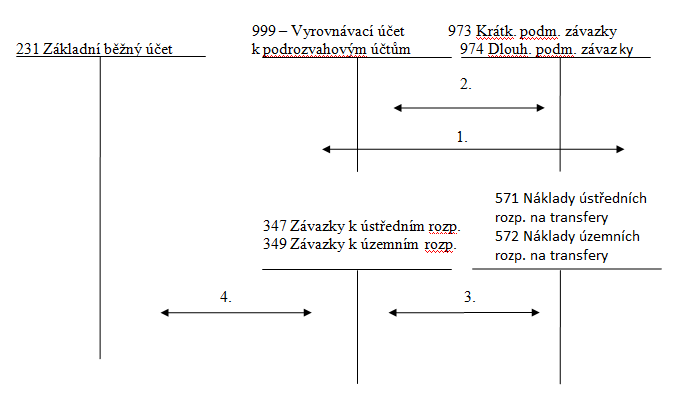 231 Základní běžný účet
999 – Vyrovnávací účet
k podrozvahovým účtům
973 Krátk. podm. závazky
974 Dlouh. podm. závazky
2.
1.
347 Závazky k ústředním rozp.
349 Závazky k územním rozp.
571 Náklady ústředních
rozp. na transfery
572 Náklady územních
rozp. na transfery
4.
3.